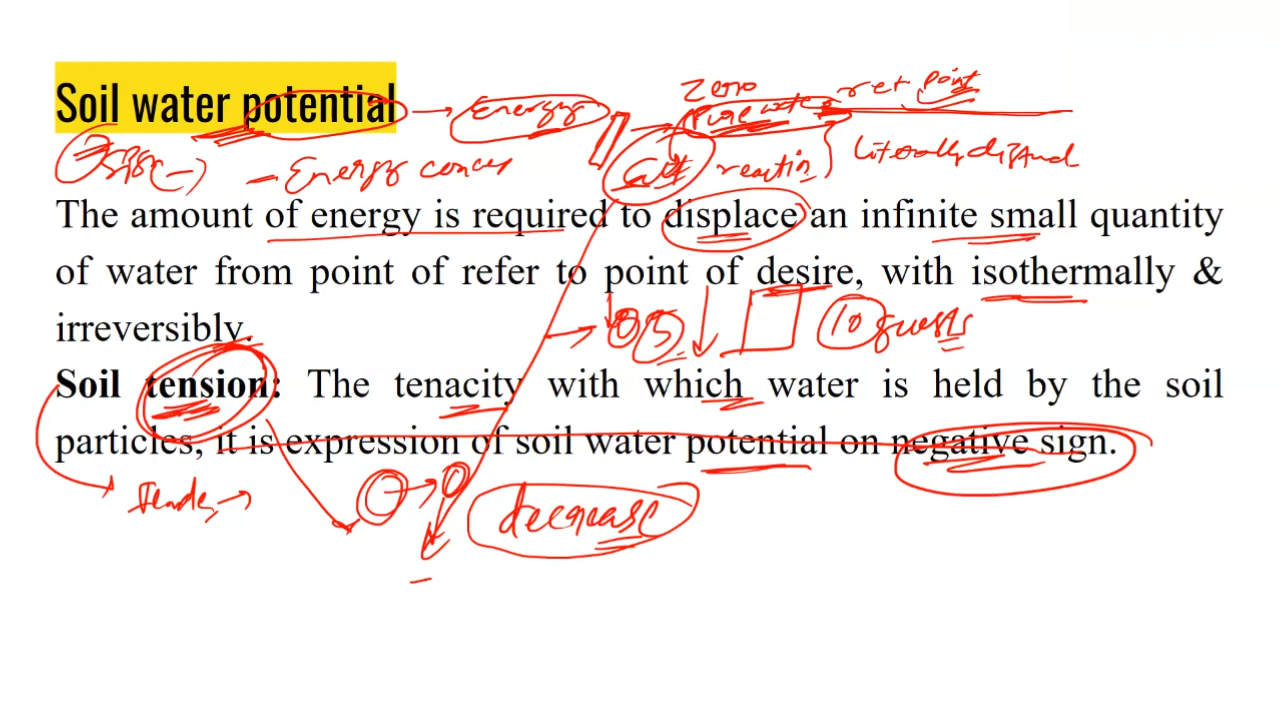 Zero ref point
Soil water potential → Energy → Pure water
(-) - Energy reaction Literally
The amount of energy is required to displace an infinite small quantity
of water from point of refer to point of desire, with isothermally &
10 guests
irreversibly.
Soil tension: The tenacity with which water is held by the soil
particles, it is expression of soil water potential on negative sign.
decrease